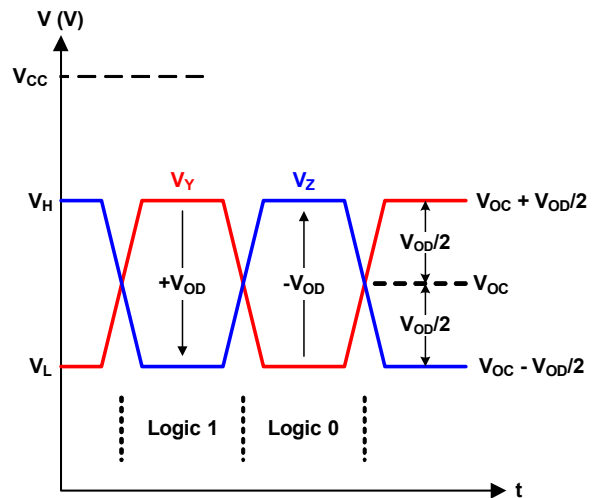 V (V)
VCC
VY
VZ
VH
VOC + VOD/2
VOD/2
+VOD
-VOD
VOC
VOD/2
VL
VOC - VOD/2
Logic 1
Logic 0
t